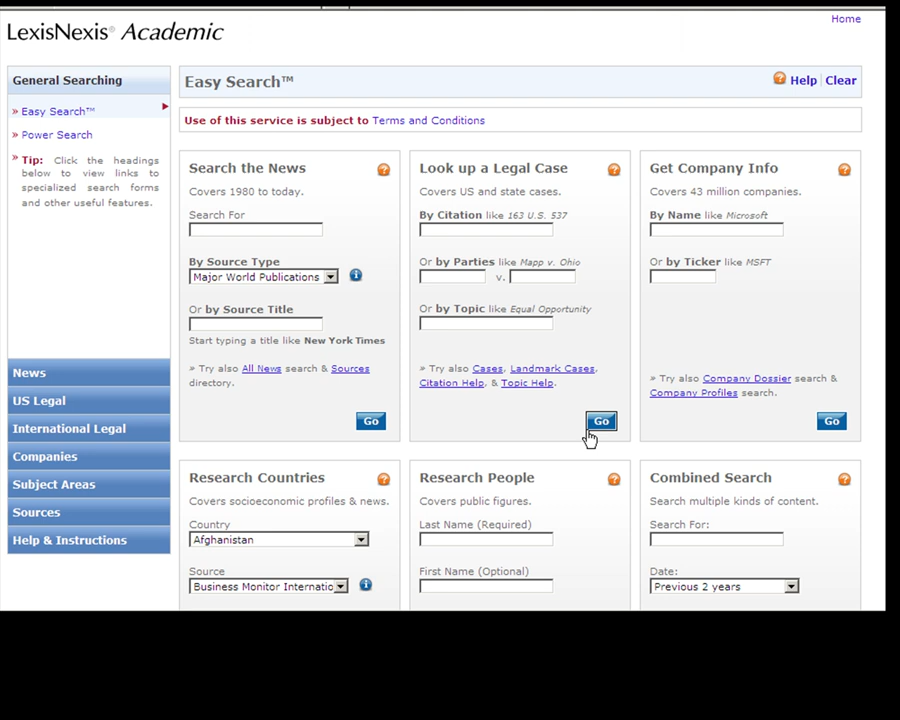 Home
LexisNexis® Academic
General Searching
» Easy Search™
» Power Search
» Tip: Click the headings
below to view links to
specialized search forms
and other useful features.
News
US Legal
International Legal
Companies
Subject Areas
Sources
Help & Instructions
Easy Search™
? Help | Clear
Use of this service is subject to Terms and Conditions
Search the News ?
Covers 1980 to today.
Search For
By Source Type
Major World Publications i
Or by Source Title
Start typing a title like New York Times
» Try also All News search & Sources
directory.
Go
Look up a Legal Case ?
Covers US and state cases.
By Citation like 163 U.S. 537
Or by Parties like Mapp v. Ohio
v.
Or by Topic like Equal Opportunity
» Try also Cases, Landmark Cases,
Citation Help, & Topic Help.
Go
Get Company Info ?
Covers 43 million companies.
By Name like Microsoft
Or by Ticker like MSFT
» Try also Company Dossier search &
Company Profiles search.
Go
Research Countries ?
Covers socioeconomic profiles & news.
Country
Afghanistan
Source
Business Monitor Internatio i
Research People ?
Covers public figures.
Last Name (Required)
First Name (Optional)
Combined Search ?
Search multiple kinds of content.
Search For:
Date:
Previous 2 years